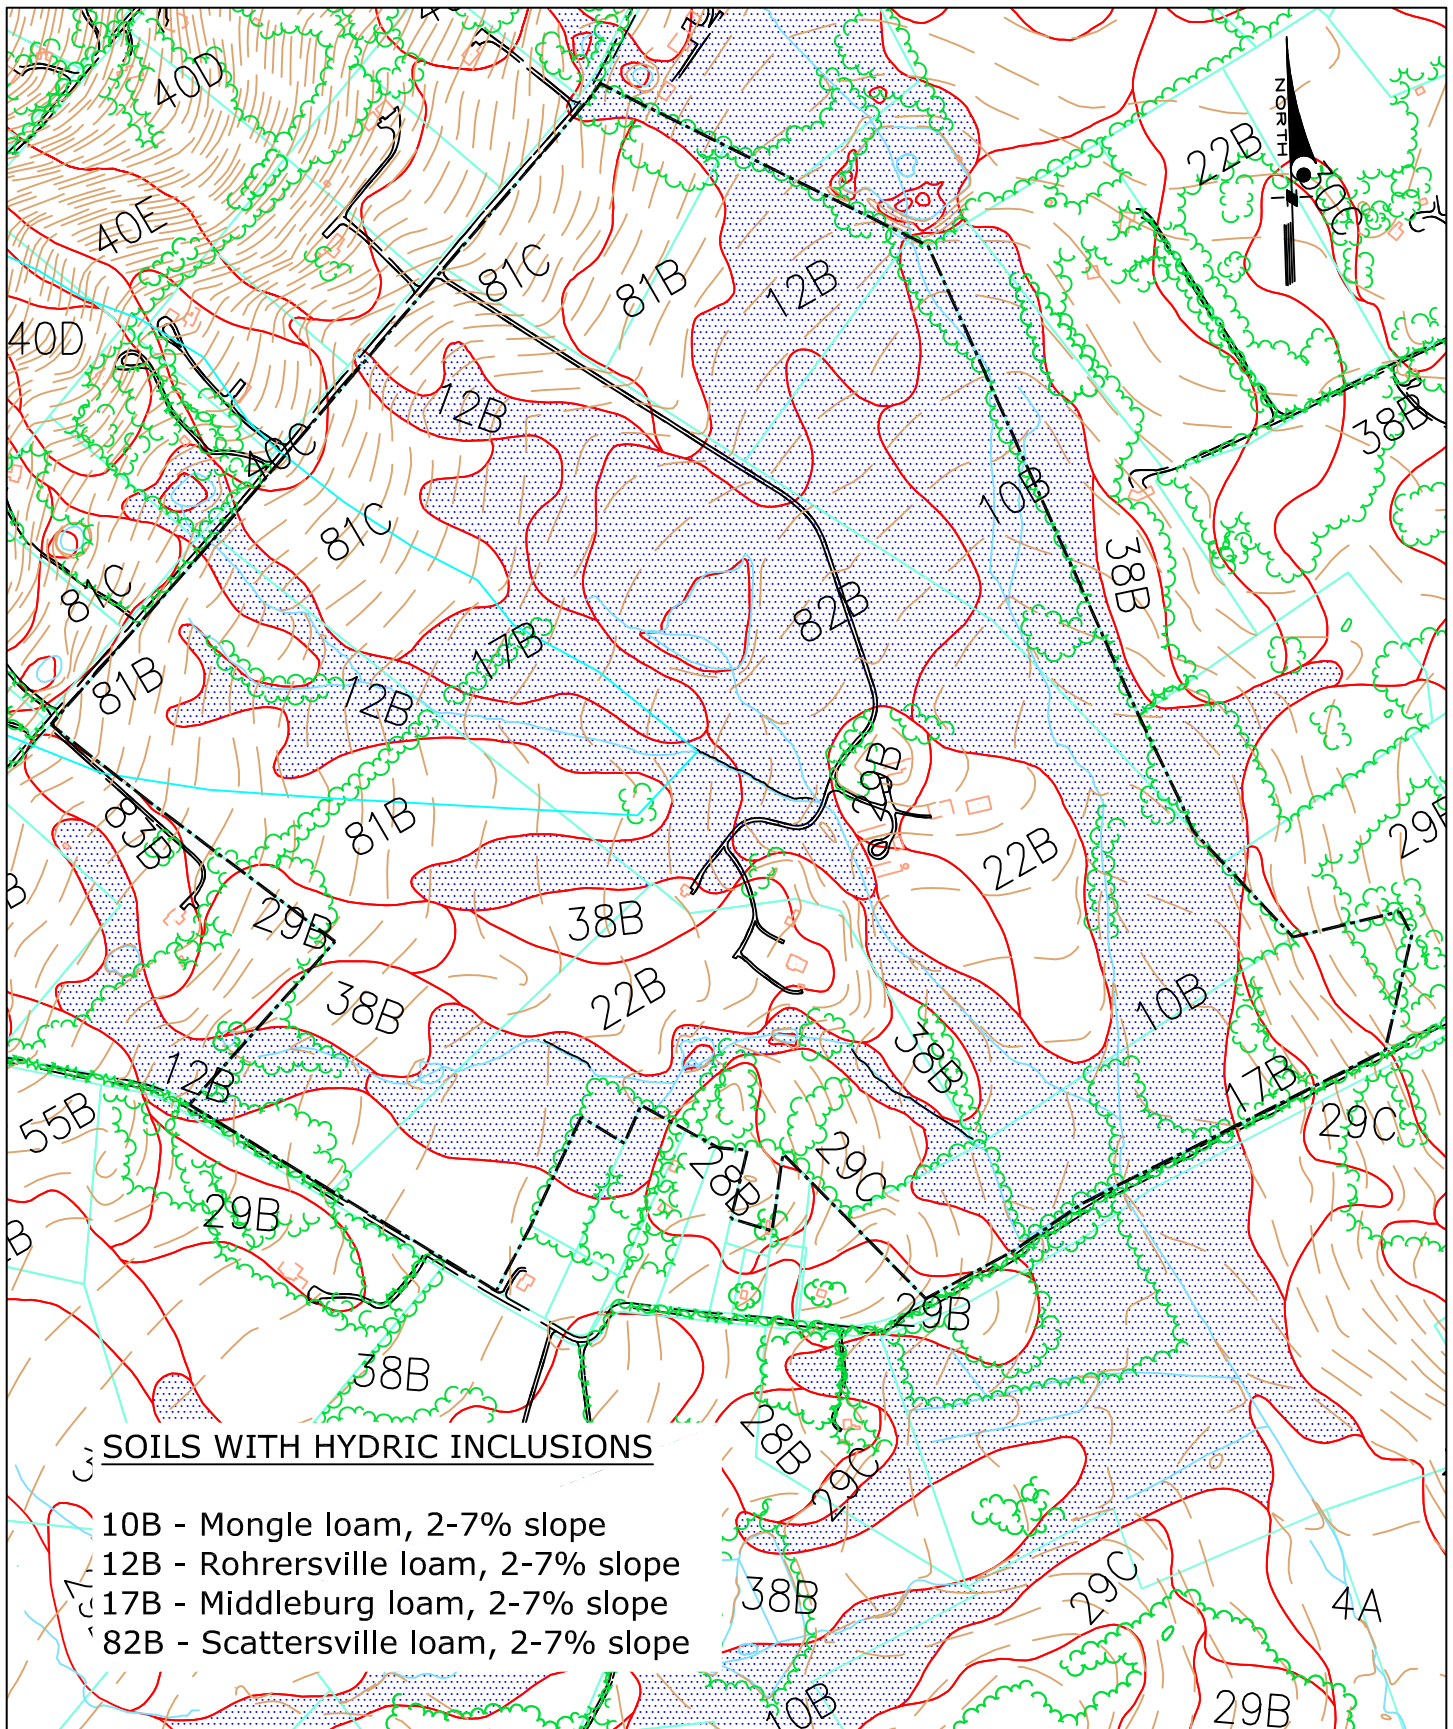 40D
22B
NORTH
30C
40E
81C
81B
12B
40D
12B
38B
40C
10B
81C
81C
38B
82B
17B
81B
12B
29B
83B
81B
22B
29B
38B
38B
22B
10B
38B
12B
17B
55B
29C
28B
29C
29B
29B
38B
28B
29C
SOILS WITH HYDRIC INCLUSIONS
10B - Mongle loam, 2-7% slope
12B - Rohrersville loam, 2-7% slope
17B - Middleburg loam, 2-7% slope
82B - Scattersville loam, 2-7% slope
38B
29C
4A
10B
29B